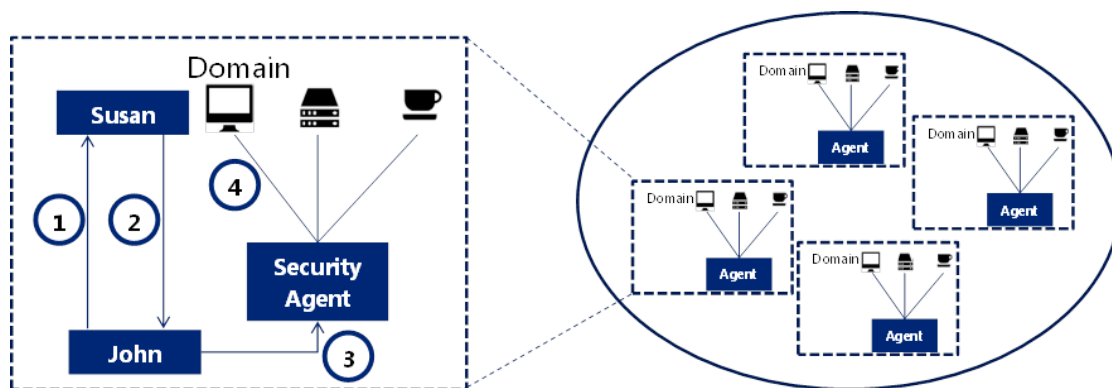 Domain
Susan
4
1
2
Security
Agent
John
3
Domain
Agent
Domain
Agent
Domain
Agent
Domain
Agent